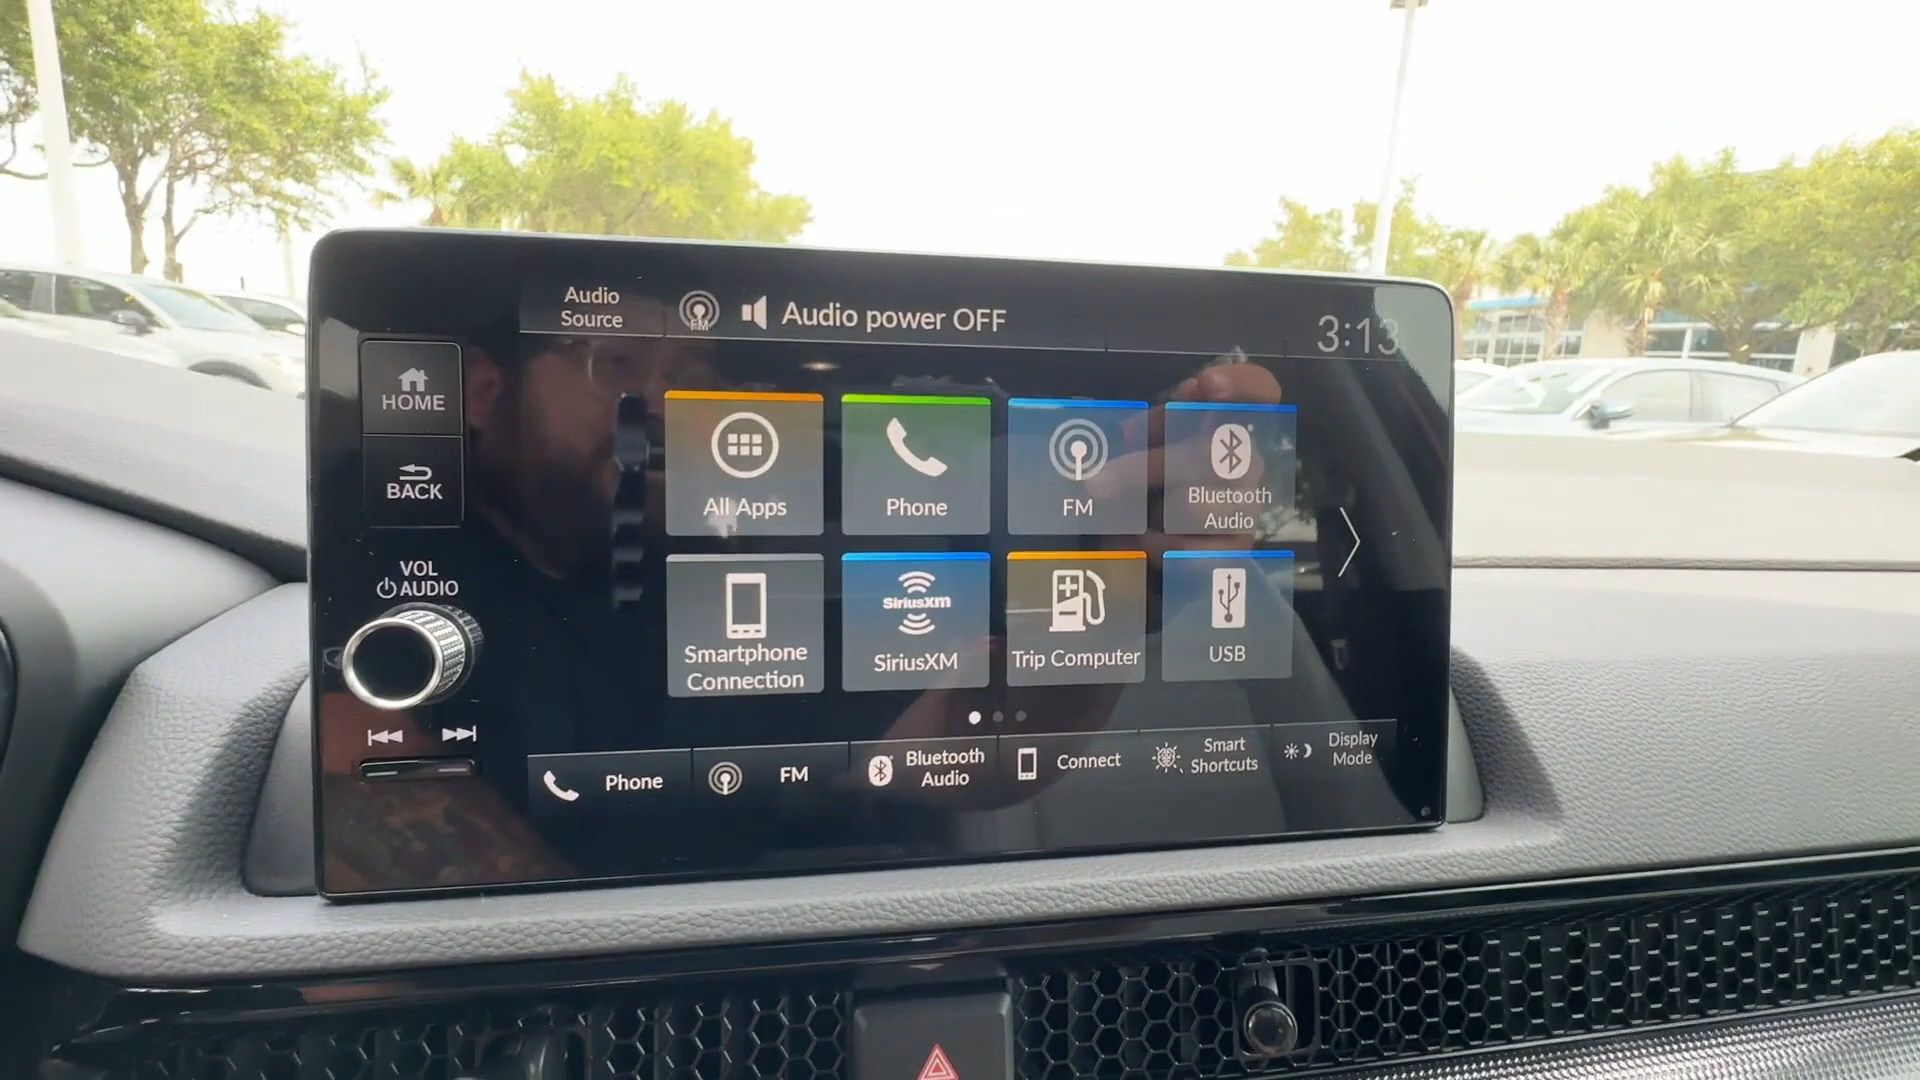 Audio
Source
FM
Audio power OFF
3:13
HOME
BACK
VOL
AUDIO
All Apps
Phone
FM
Bluetooth
Audio
Smartphone
Connection
SiriusXM
SiriusXM
Trip Computer
USB
Phone
FM
Bluetooth
Audio
Connect
Smart
Shortcuts
Display
Mode